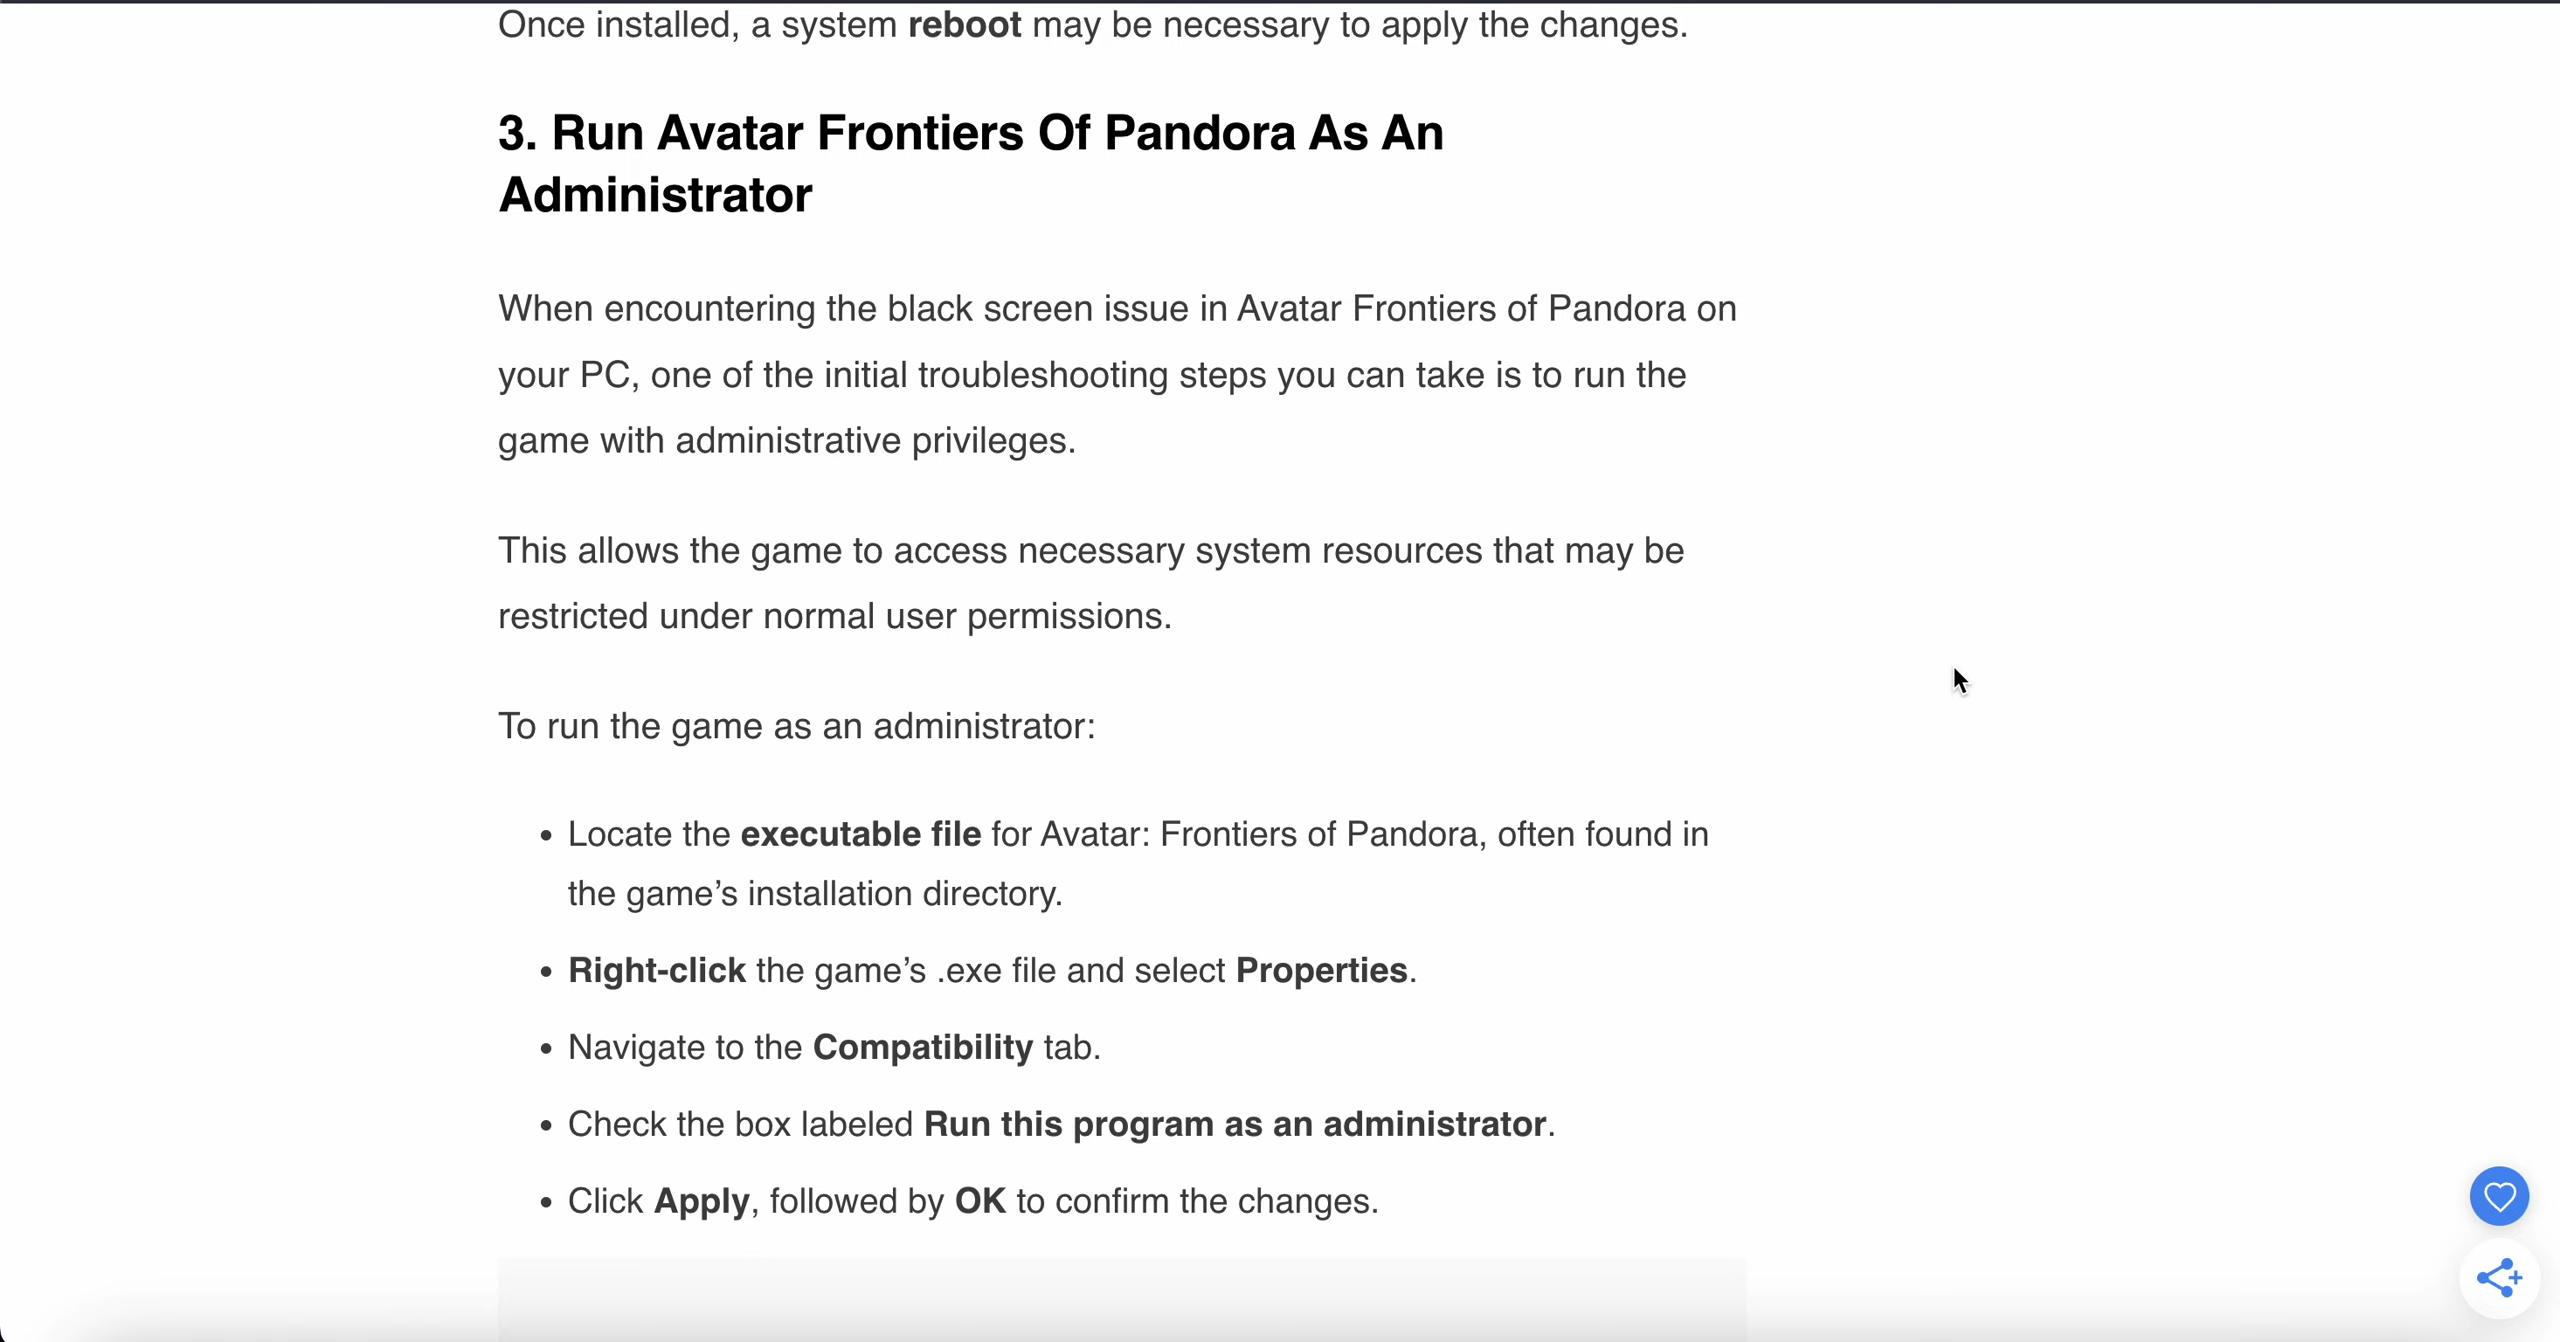 Once installed, a system reboot may be necessary to apply the changes.
3. Run Avatar Frontiers Of Pandora As An
Administrator
When encountering the black screen issue in Avatar Frontiers of Pandora on
your PC, one of the initial troubleshooting steps you can take is to run the
game with administrative privileges.
This allows the game to access necessary system resources that may be
restricted under normal user permissions.
To run the game as an administrator:
• Locate the executable file for Avatar: Frontiers of Pandora, often found in
the game’s installation directory.
• Right-click the game’s .exe file and select Properties.
• Navigate to the Compatibility tab.
• Check the box labeled Run this program as an administrator.
• Click Apply, followed by OK to confirm the changes.